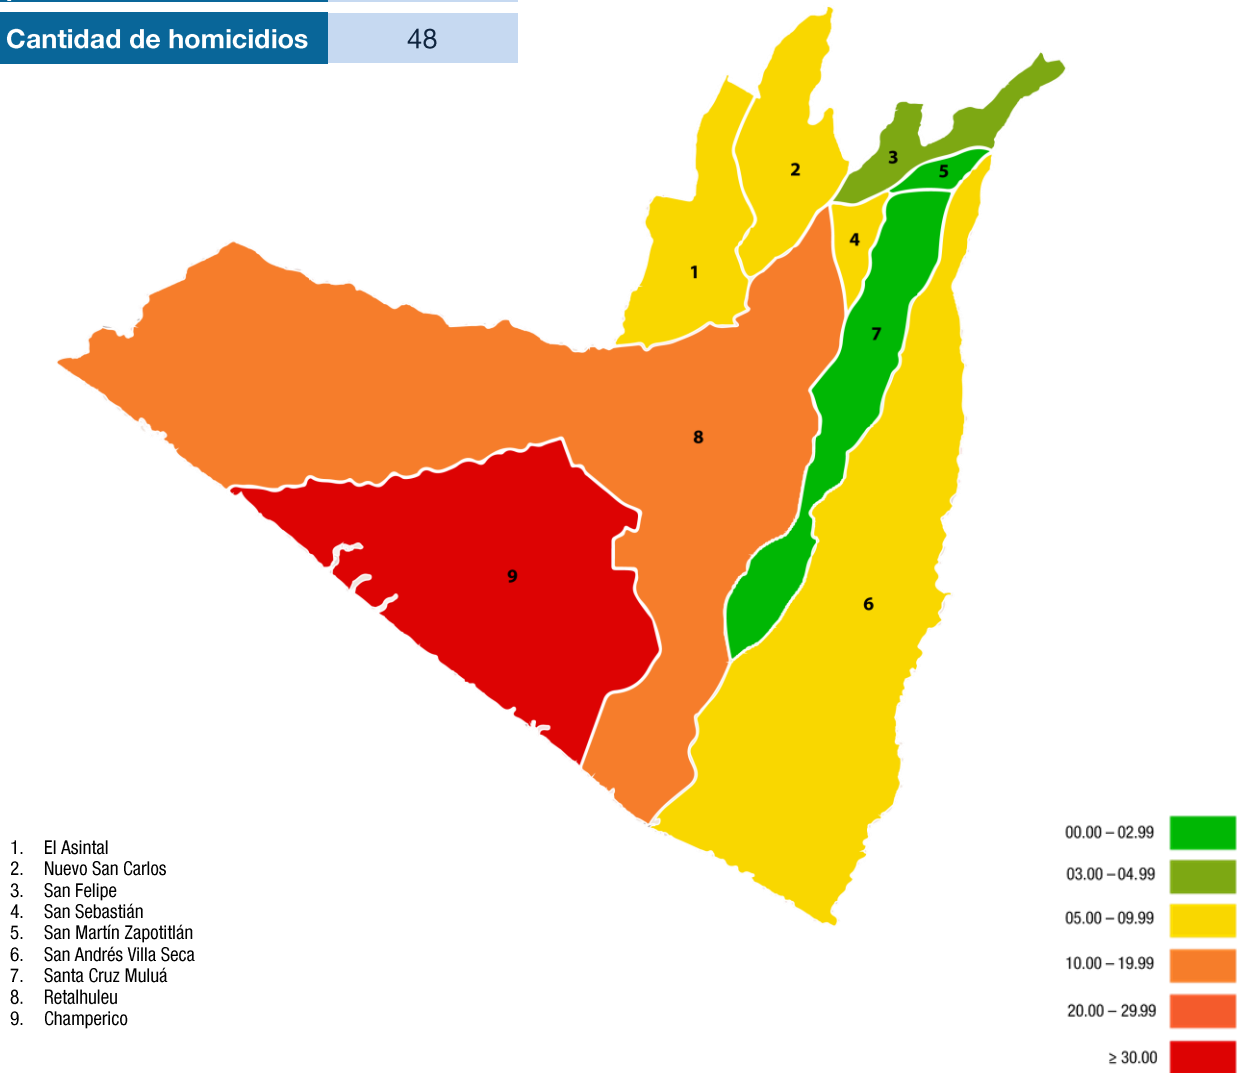 Cantidad de homicidios 48
1
2
3
4
5
6
7
8
9
1. El Asintal
2. Nuevo San Carlos
3. San Felipe
4. San Sebastián
5. San Martín Zapotitlán
6. San Andrés Villa Seca
7. Santa Cruz Muluá
8. Retalhuleu
9. Champerico
00.00 – 02.99
03.00 – 04.99
05.00 – 09.99
10.00 – 19.99
20.00 – 29.99
≥ 30.00